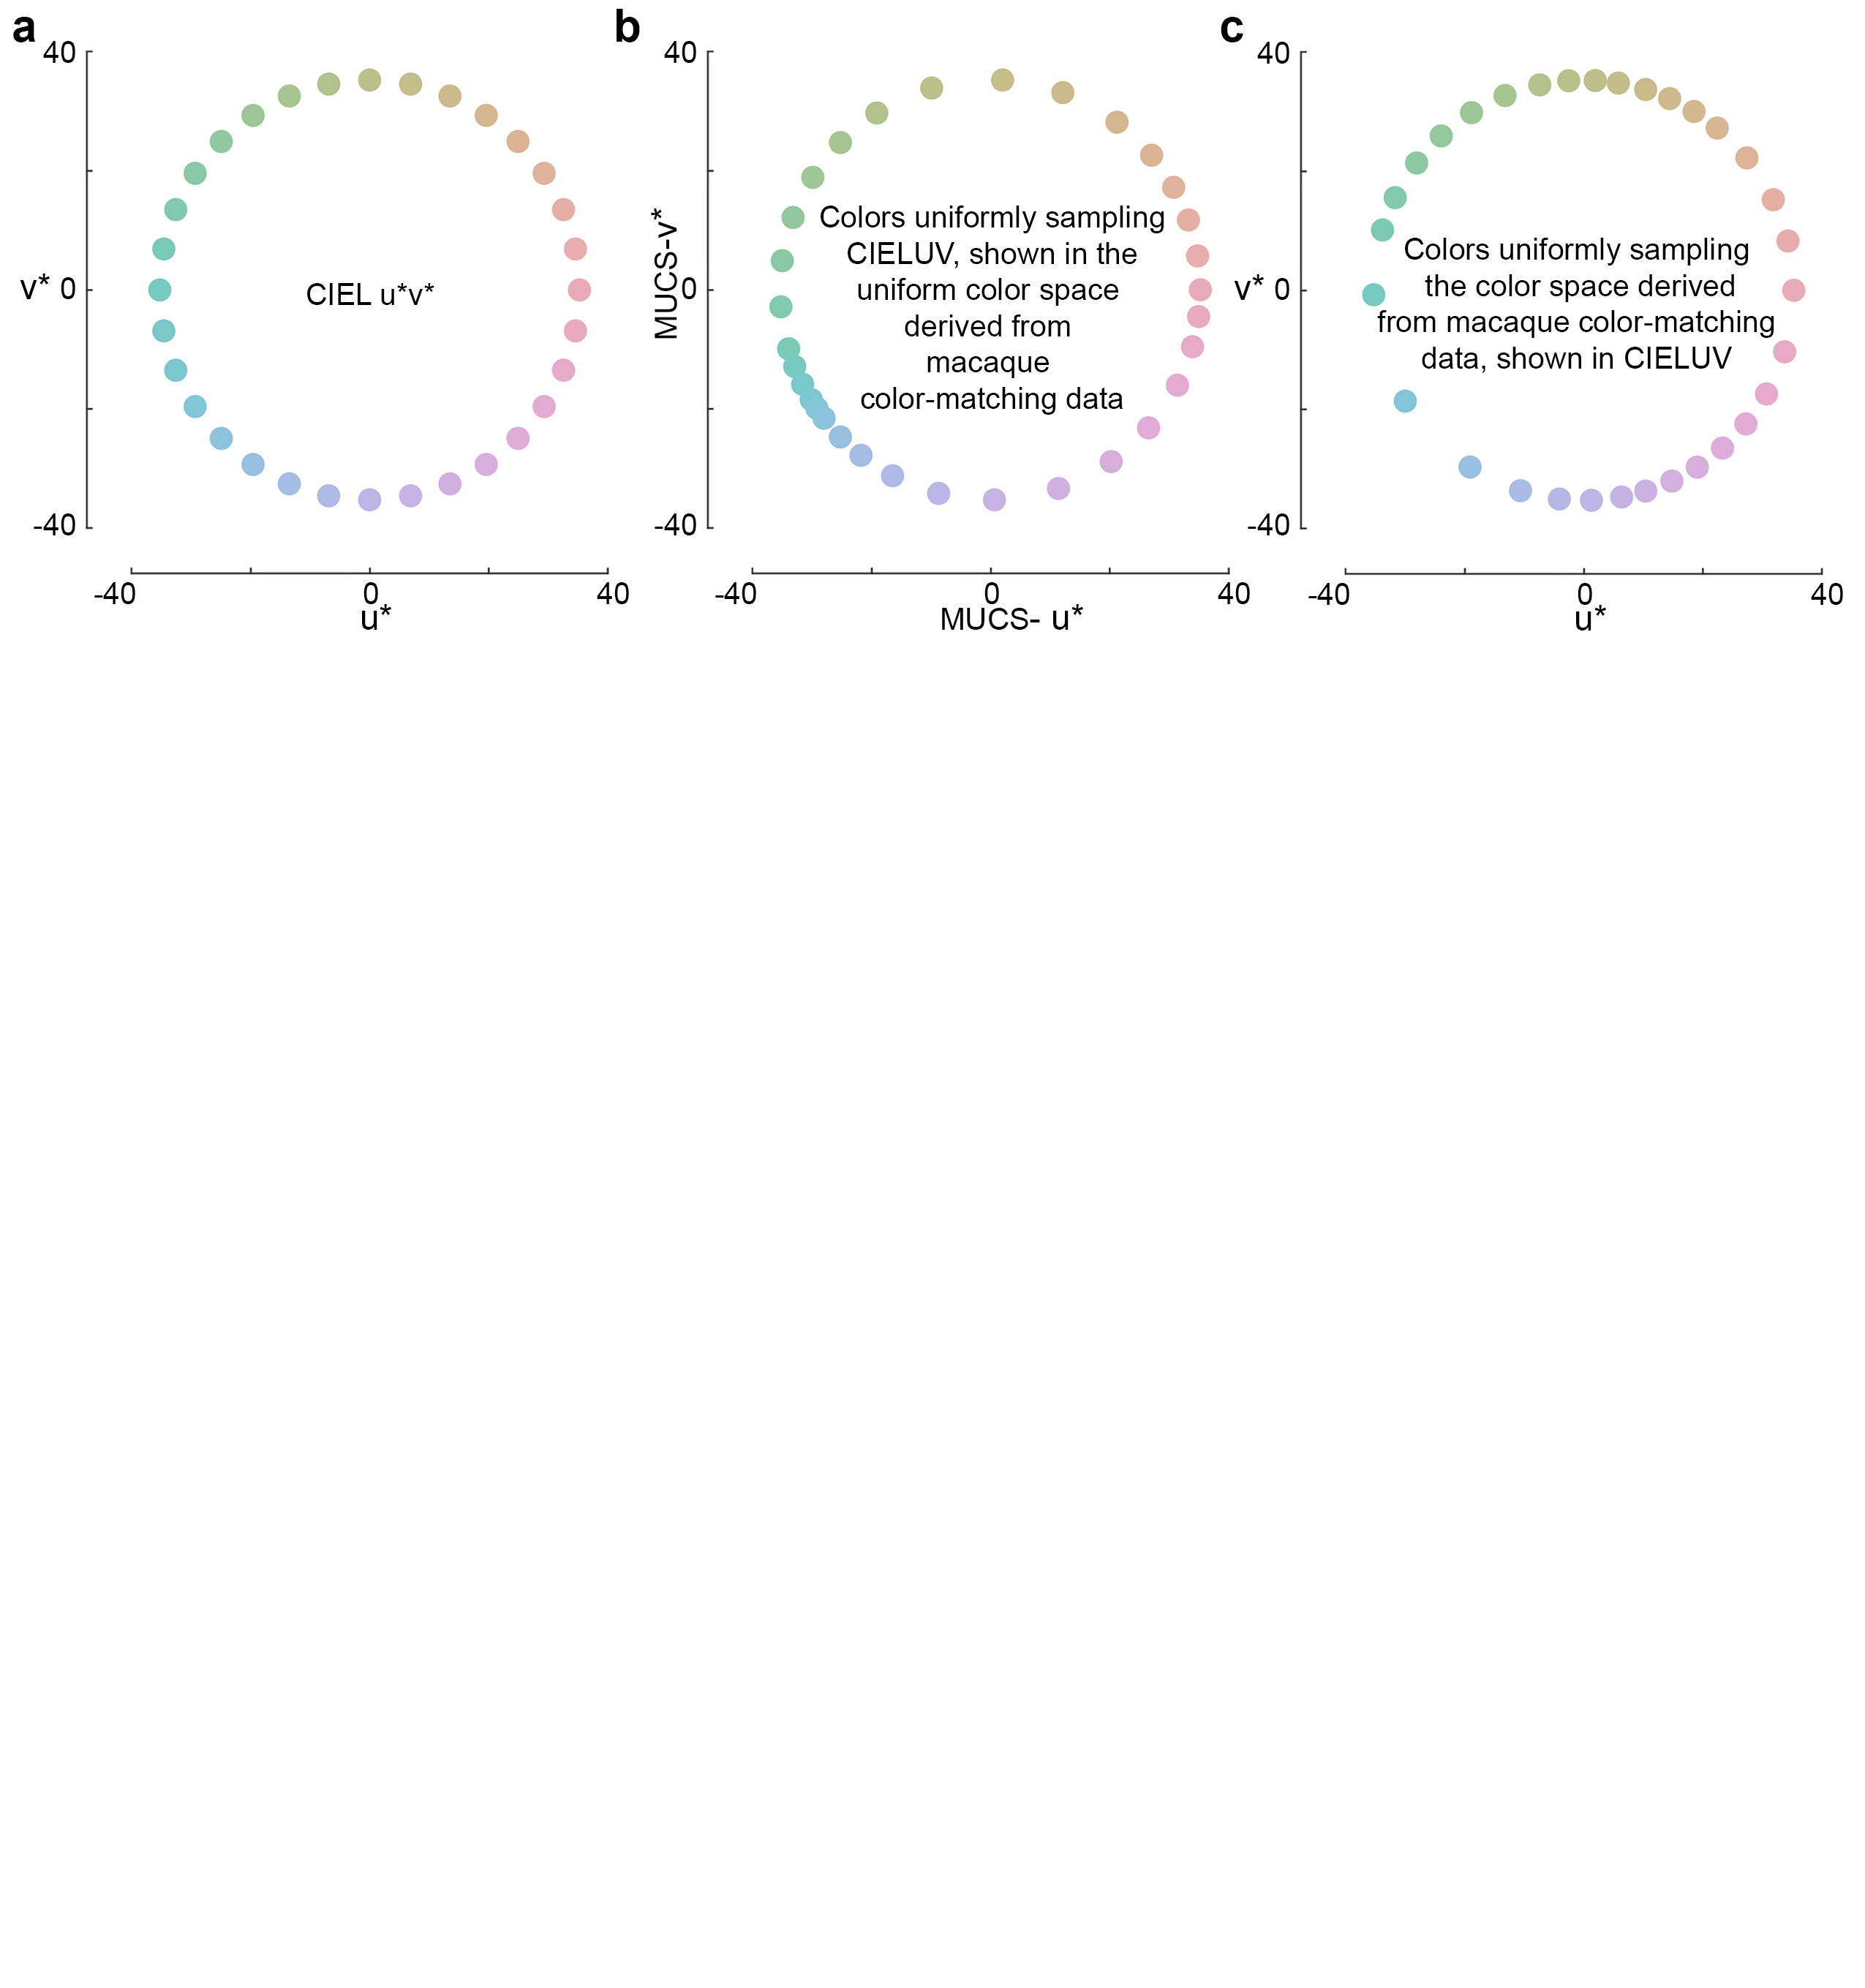 a
40
v* 0
-40
CIEL u*v*
-40 0 40
u*
b
40
MUCS-v*
0
-40
Colors uniformly sampling
CIELUV, shown in the
uniform color space
derived from
macaque
color-matching data
-40 0 40
MUCS- u*
c
40
v* 0
-40
Colors uniformly sampling
the color space derived
from macaque color-matching
data, shown in CIELUV
-40 0 40
u*